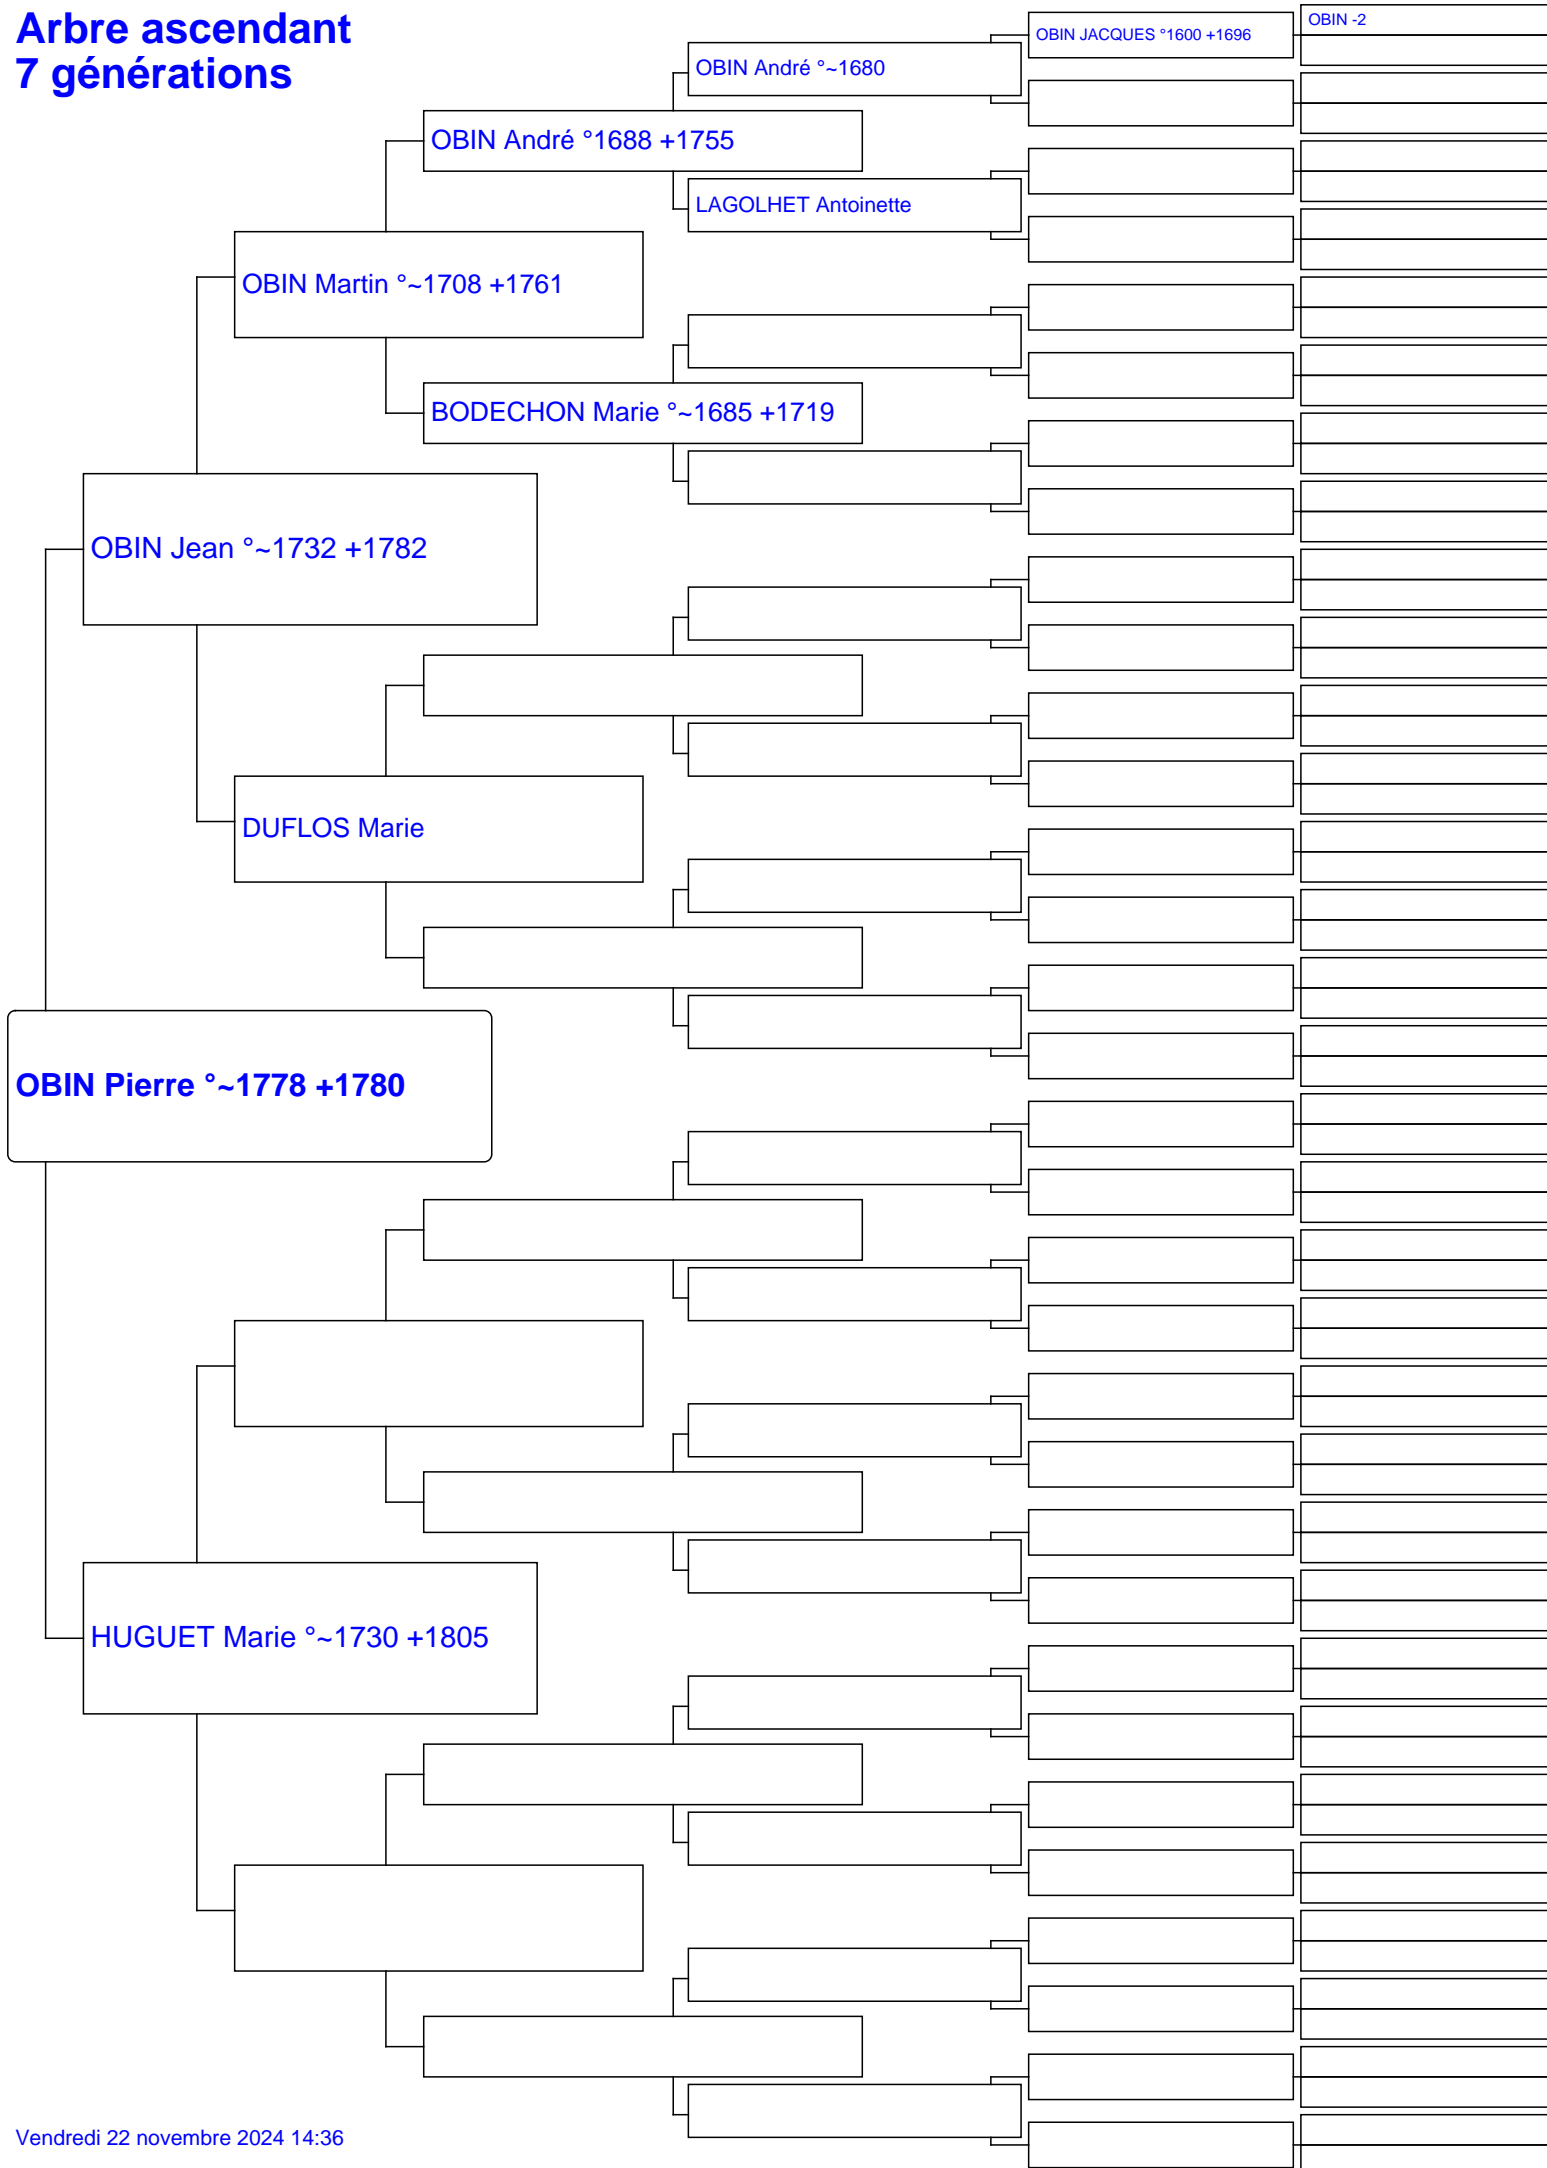 Arbre ascendant
7 générations
OBIN JACQUES °1600 +1696
OBIN -2
OBIN André °~1680
OBIN André °1688 +1755
LAGOLHET Antoinette
OBIN Martin °~1708 +1761
BODECHON Marie °~1685 +1719
OBIN Jean °~1732 +1782
DUFLOS Marie
OBIN Pierre °~1778 +1780
HUGUET Marie °~1730 +1805
Vendredi 22 novembre 2024 14:36